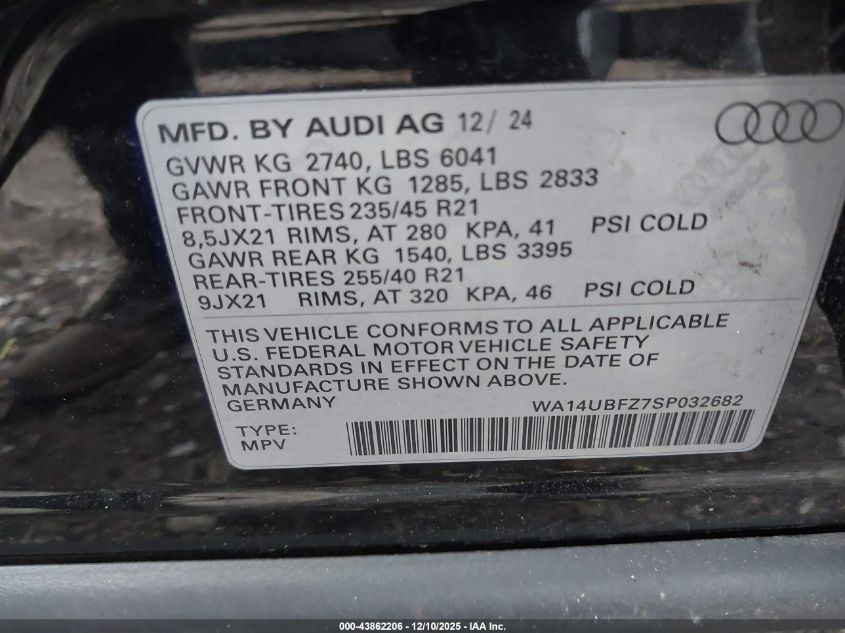 MFD. BY AUDI AG 12/ 24
GVWR KG 2740, LBS 6041
GAWR FRONT KG 1285, LBS 2833
FRONT-TIRES 235/45 R21
8,5JX21 RIMS, AT 280 KPA, 41 PSI COLD
GAWR REAR KG 1540, LBS 3395
REAR-TIRES 255/40 R21
9JX21 RIMS, AT 320 KPA, 46 PSI COLD
THIS VEHICLE CONFORMS TO ALL APPLICABLE
U.S. FEDERAL MOTOR VEHICLE SAFETY
STANDARDS IN EFFECT ON THE DATE OF
MANUFACTURE SHOWN ABOVE.
GERMANY WA14UBFZ7SP032682
TYPE:
MPV
000-43862206 - 12/10/2025 - IAA Inc.